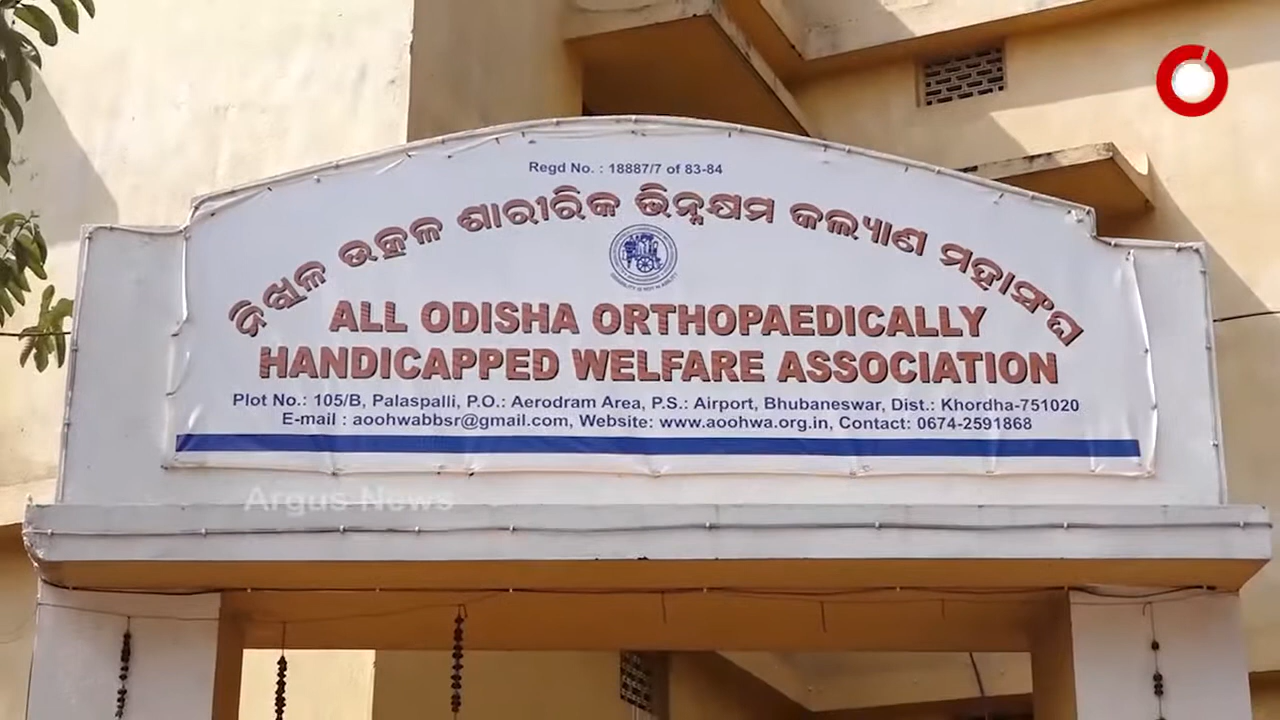 Regd No. : 18887/7 of 83-84
ନିଖିଳ ଉତ୍କଳ ଶାରୀରିକ ଭିନ୍ନକ୍ଷମ କଲ୍ୟାଣ ମହାସଂଘ
ALL ODISHA ORTHOPAEDICALLY
HANDICAPPED WELFARE ASSOCIATION
Plot No.: 105/B, Palaspalli, P.O.: Aerodram Area, P.S.: Airport, Bhubaneswar, Dist.: Khordha-751020
E-mail : aoohwabbsr@gmail.com, Website: www.aoohwa.org.in, Contact: 0674-2591868
Argus News